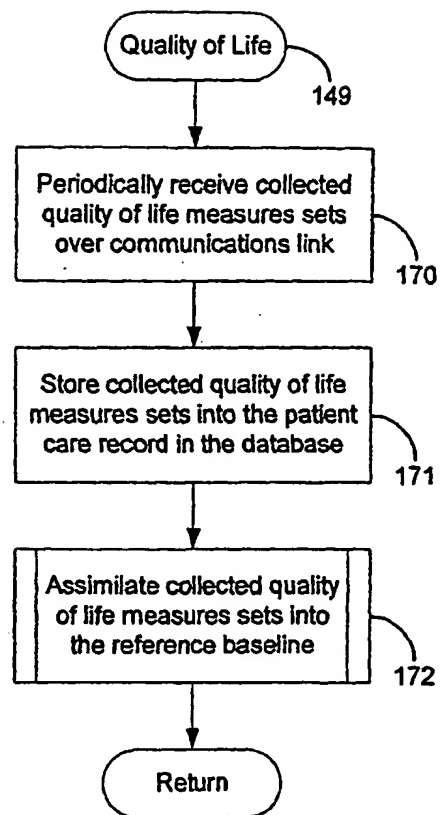 Quality of Life
149
Periodically receive collected
quality of life measures sets
over communications link
170
Store collected quality of life
measures sets into the patient
care record in the database
171
Assimilate collected quality
of life measures sets into
the reference baseline
172
Return